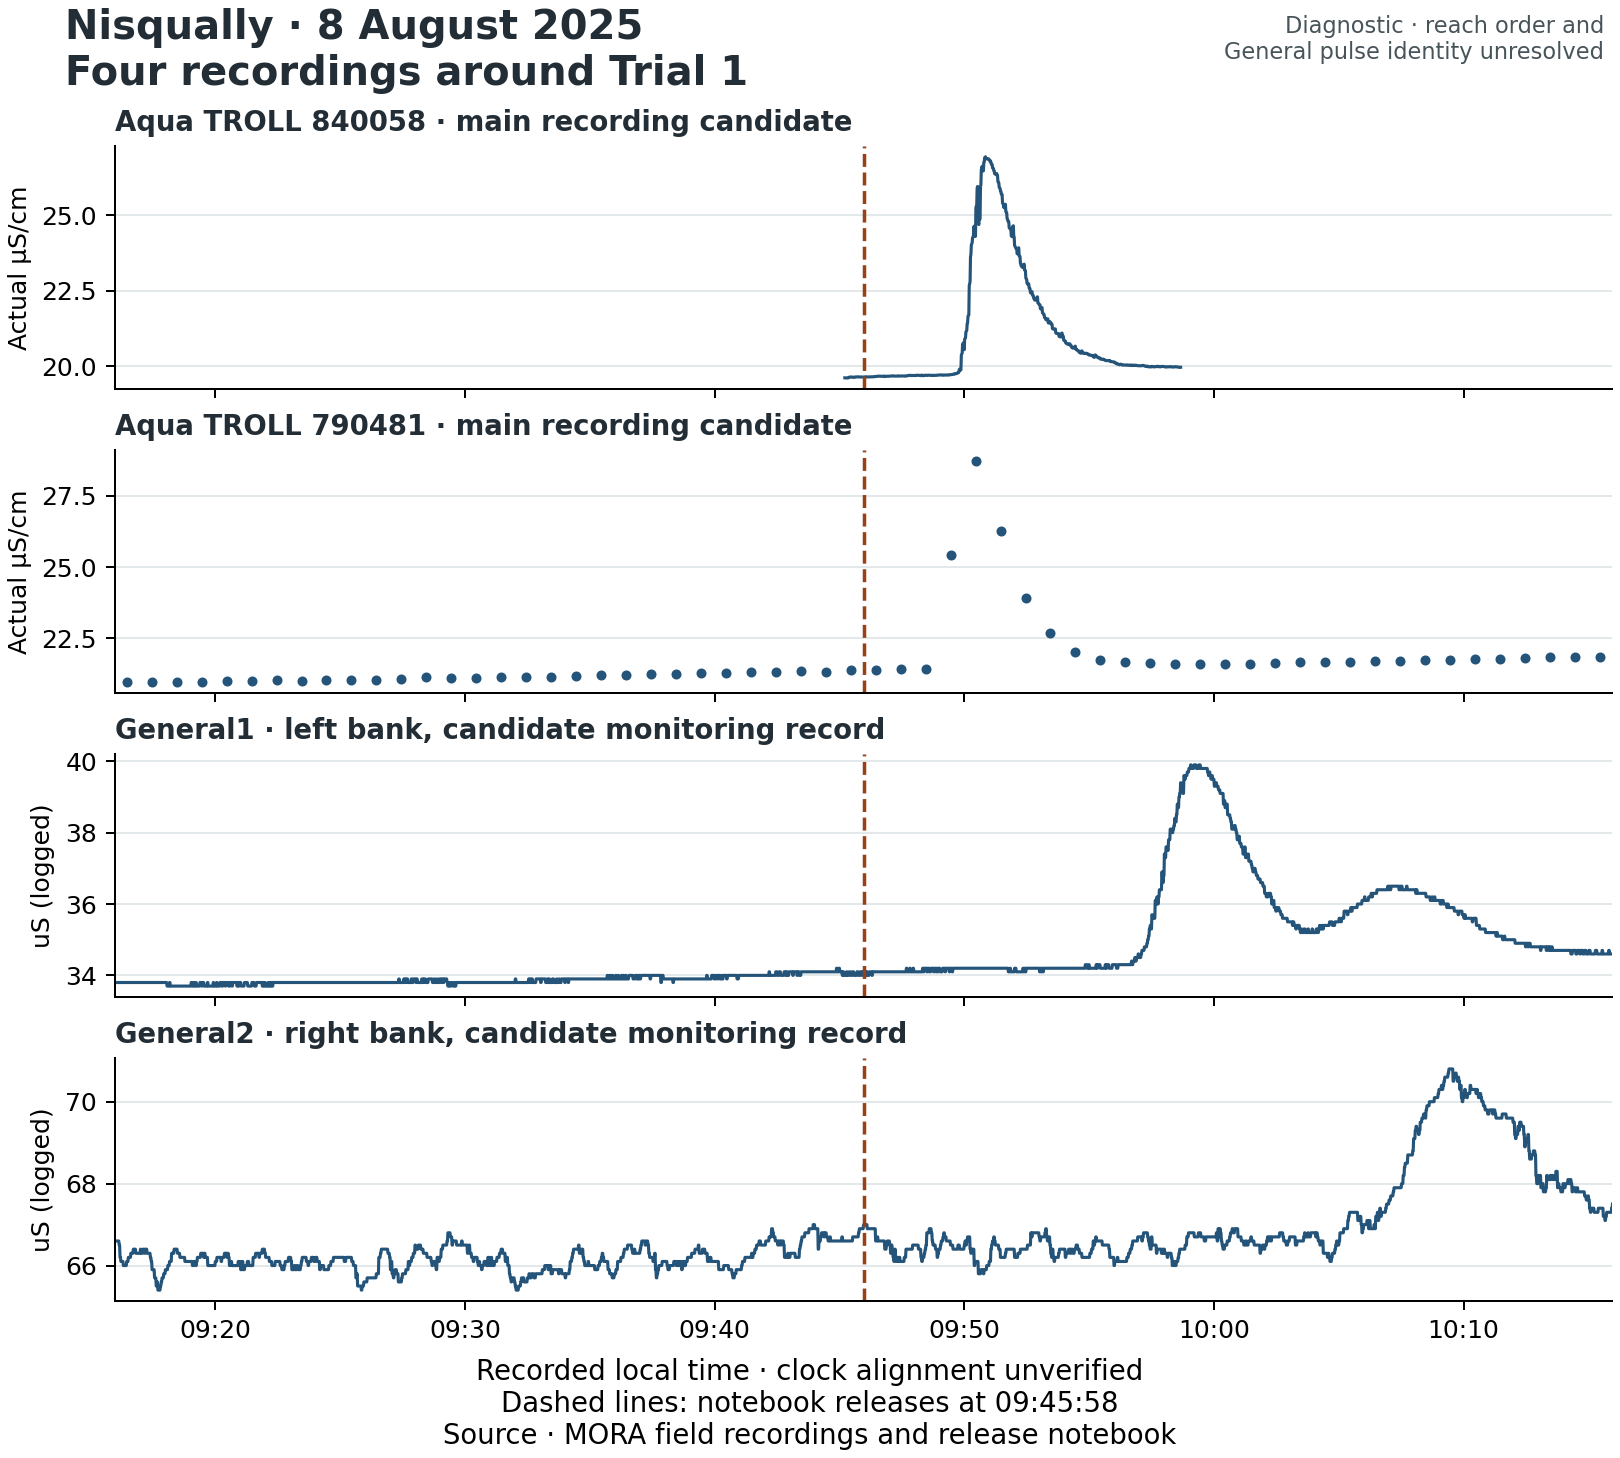 Nisqually · 8 August 2025
Four recordings around Trial 1
Diagnostic · reach order and
General pulse identity unresolved
Aqua TROLL 840058 · main recording candidate
Actual µS/cm
25.0
22.5
20.0
Aqua TROLL 790481 · main recording candidate
Actual µS/cm
27.5
25.0
22.5
General1 · left bank, candidate monitoring record
uS (logged)
40
38
36
34
General2 · right bank, candidate monitoring record
uS (logged)
70
68
66
09:20 09:30 09:40 09:50 10:00 10:10
Recorded local time · clock alignment unverified
Dashed lines: notebook releases at 09:45:58
Source · MORA field recordings and release notebook